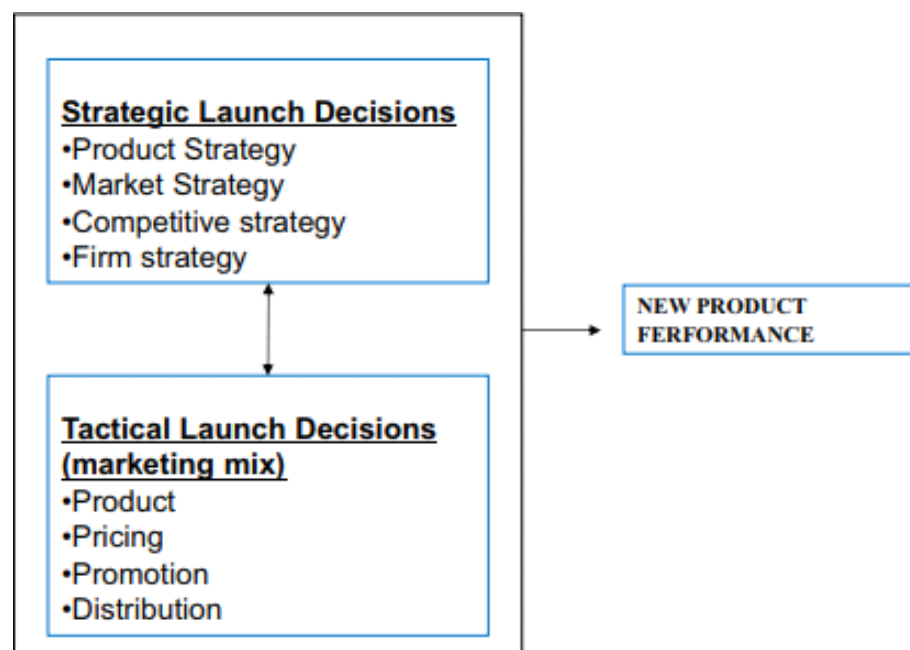 Strategic Launch Decisions
•Product Strategy
•Market Strategy
•Competitive strategy
•Firm strategy
NEW PRODUCT
FERFORMANCE
Tactical Launch Decisions
(marketing mix)
•Product
•Pricing
•Promotion
•Distribution